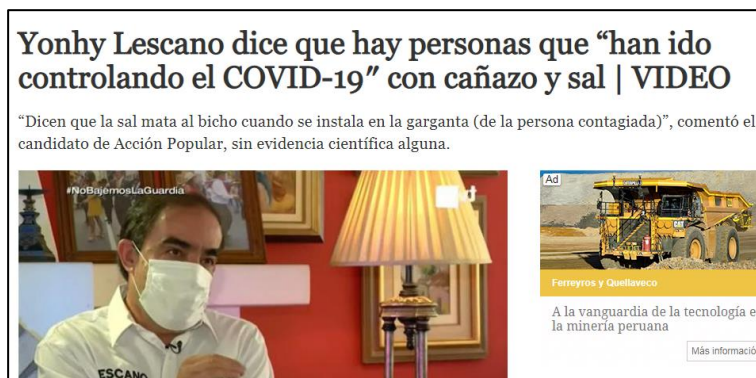 Yonhy Lescano dice que hay personas que “han ido
controlando el COVID-19″ con cañazo y sal | VIDEO
“Dicen que la sal mata al bicho cuando se instala en la garganta (de la persona contagiada)”, comentó el
candidato de Acción Popular, sin evidencia científica alguna.
#NoBajemosLaGuardia
ESCANO
Ad
CAT
Ferreyros y Quellaveco
A la vanguardia de la tecnología e
la minería peruana
Más informació